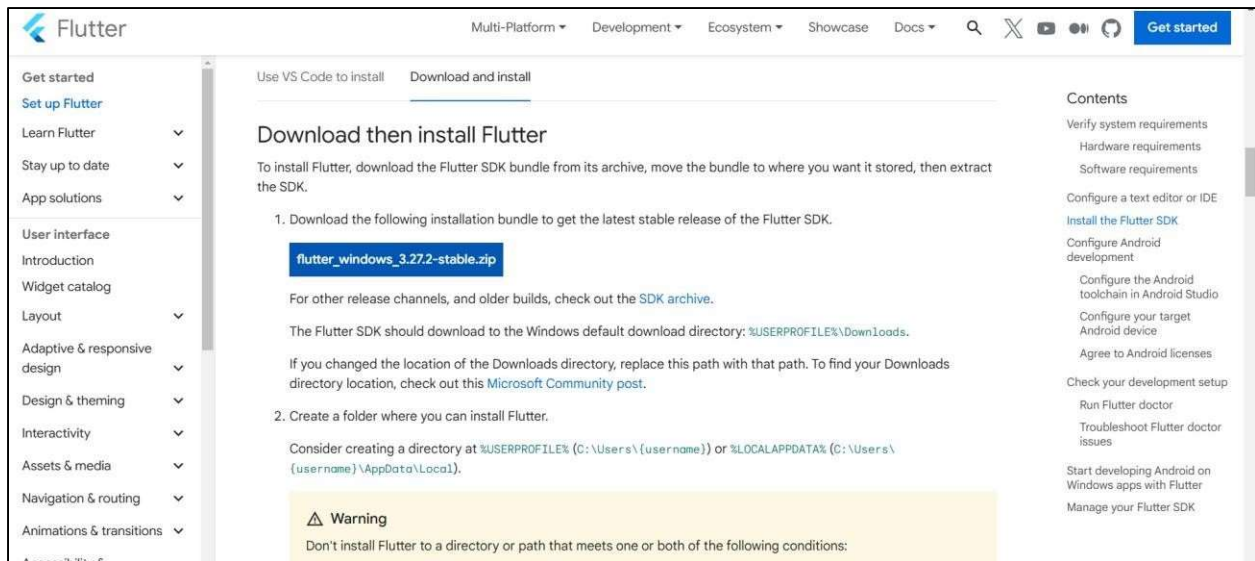 Flutter
Multi-Platform Development Ecosystem Showcase Docs Get started
Get started
Set up Flutter
Learn Flutter
Stay up to date
App solutions
User interface
Introduction
Widget catalog
Layout
Adaptive & responsive
design
Design & theming
Interactivity
Assets & media
Navigation & routing
Animations & transitions
Use VS Code to install Download and install
Download then install Flutter
To install Flutter, download the Flutter SDK bundle from its archive, move the bundle to where you want it stored, then extract
the SDK.
1. Download the following installation bundle to get the latest stable release of the Flutter SDK.
flutter_windows_3.27.2-stable.zip
For other release channels, and older builds, check out the SDK archive.
The Flutter SDK should download to the Windows default download directory: %USERPROFILE%\Downloads.
If you changed the location of the Downloads directory, replace this path with that path. To find your Downloads
directory location, check out this Microsoft Community post.
2. Create a folder where you can install Flutter.
Consider creating a directory at %USERPROFILE% (C:\Users\{username}) or %LOCALAPPDATA% (C:\Users\
{username}\AppData\Local).
Warning
Don't install Flutter to a directory or path that meets one or both of the following conditions:
Contents
Verify system requirements
Hardware requirements
Software requirements
Configure a text editor or IDE
Install the Flutter SDK
Configure Android
development
Configure the Android
toolchain in Android Studio
Configure your target
Android device
Agree to Android licenses
Check your development setup
Run Flutter doctor
Troubleshoot Flutter doctor
issues
Start developing Android on
Windows apps with Flutter
Manage your Flutter SDK